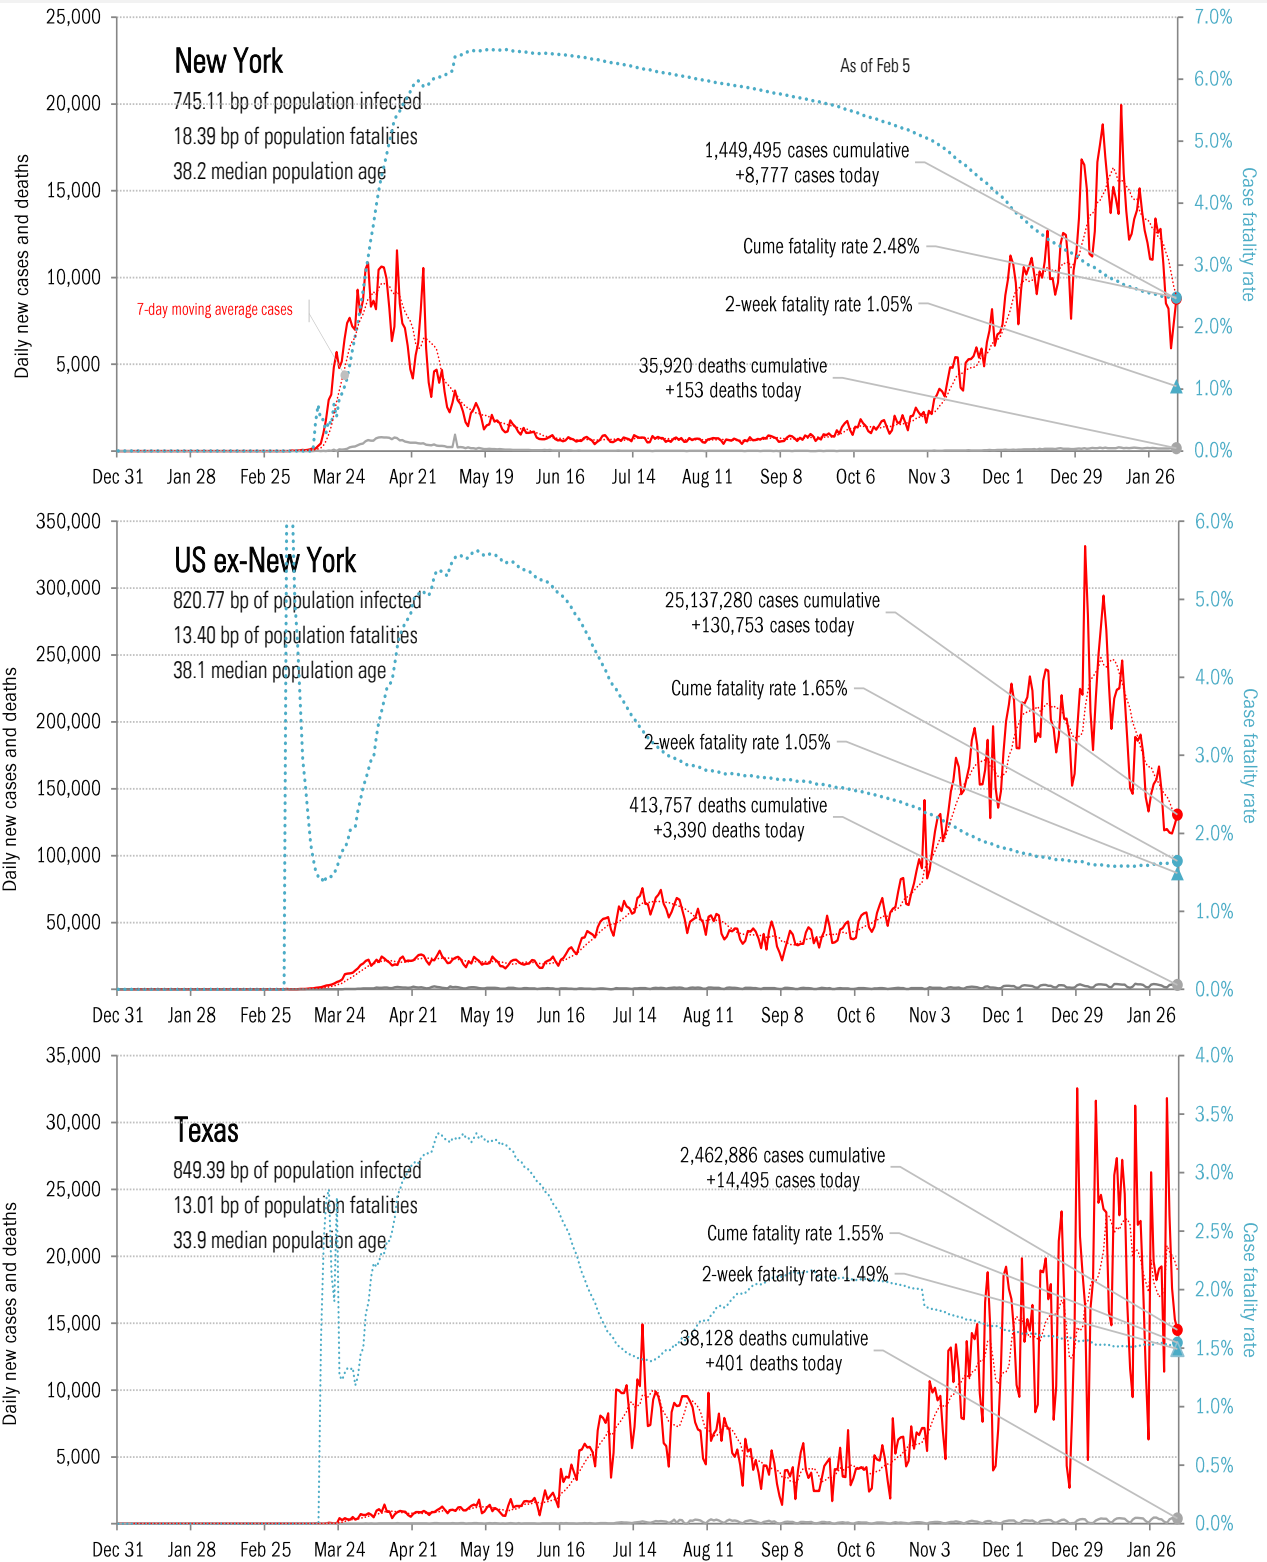 25,000
7.0%
New York
As of Feb 5
745.11 bp of population infected
20,000
6.0%
18.39 bp of population fatalities
1,449,495 cases cumulative
+8,777 cases today
5.0%
38.2 median population age
15,000
4.0%
Cume fatality rate 2.48%
10,000
3.0%
7-day moving average cases
2-week fatality rate 1.05%
2.0%
5,000
35,920 deaths cumulative
+153 deaths today
1.0%
0.0%
Daily new cases and deaths
Case fatality rate
Dec 31 Jan 28 Feb 25 Mar 24 Apr 21 May 19 Jun 16 Jul 14 Aug 11 Sep 8 Oct 6 Nov 3 Dec 1 Dec 29 Jan 26
350,000
6.0%
US ex-New York
300,000
820.77 bp of population infected
25,137,280 cases cumulative
+130,753 cases today
5.0%
13.40 bp of population fatalities
250,000
38.1 median population age
4.0%
Cume fatality rate 1.65%
200,000
2-week fatality rate 1.05%
3.0%
150,000
413,757 deaths cumulative
+3,390 deaths today
2.0%
100,000
1.0%
50,000
0.0%
Daily new cases and deaths
Case fatality rate
Dec 31 Jan 28 Feb 25 Mar 24 Apr 21 May 19 Jun 16 Jul 14 Aug 11 Sep 8 Oct 6 Nov 3 Dec 1 Dec 29 Jan 26
35,000
4.0%
30,000
3.5%
Texas
849.39 bp of population infected
2,462,886 cases cumulative
+14,495 cases today
3.0%
25,000
13.01 bp of population fatalities
33.9 median population age
Cume fatality rate 1.55%
2.5%
20,000
2-week fatality rate 1.49%
2.0%
15,000
38,128 deaths cumulative
+401 deaths today
1.5%
10,000
1.0%
5,000
0.5%
0.0%
Daily new cases and deaths
Case fatality rate
Dec 31 Jan 28 Feb 25 Mar 24 Apr 21 May 19 Jun 16 Jul 14 Aug 11 Sep 8 Oct 6 Nov 3 Dec 1 Dec 29 Jan 26